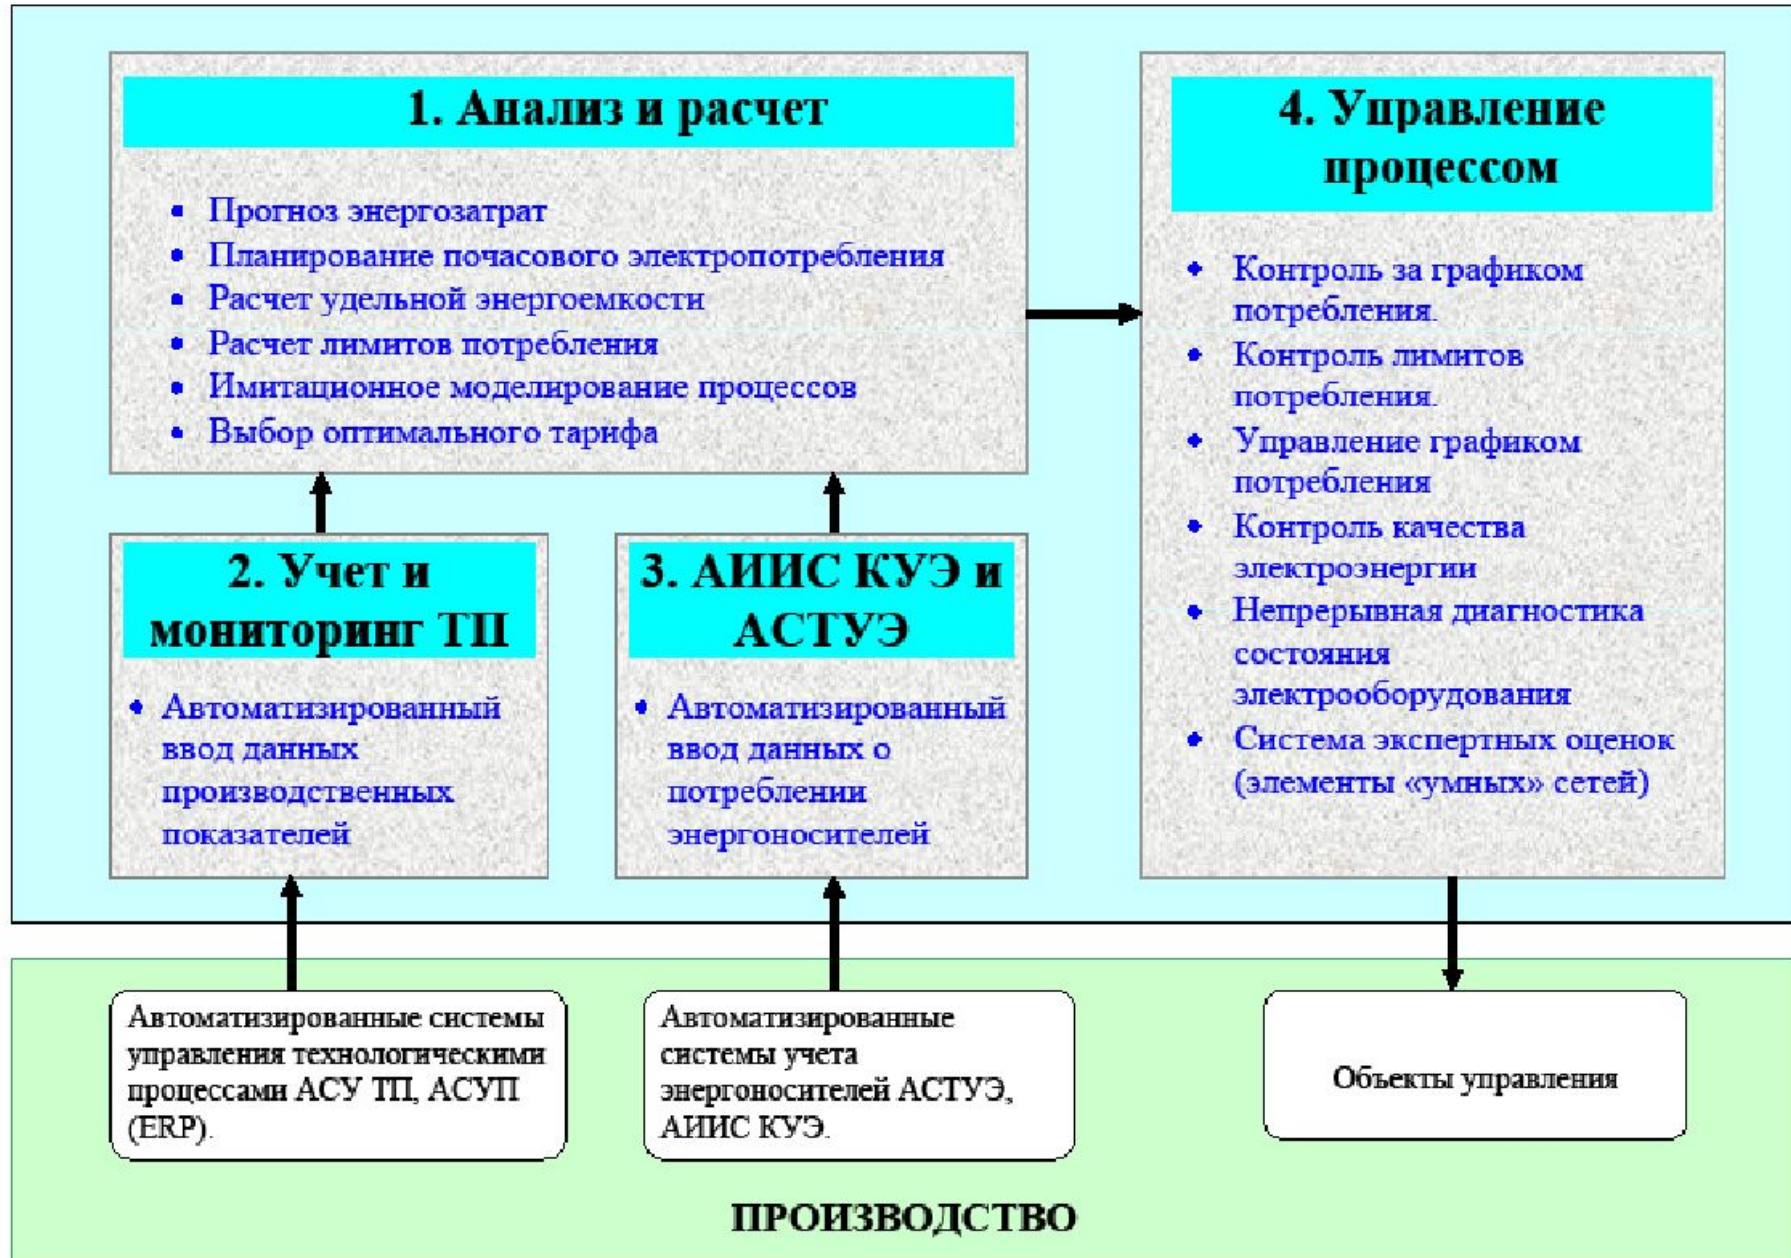 1. Анализ и расчет
• Прогноз энергозатрат
• Планирование почасового электропотребления
• Расчет удельной энергоемкости
• Расчет лимитов потребления
• Имитационное моделирование процессов
• Выбор оптимального тарифа
2. Учет и
мониторинг ТП
• Автоматизированный
ввод данных
производственных
показателей
3. АИИС КУЭ и
АСТУЭ
• Автоматизированный
ввод данных о
потреблении
энергоносителей
4. Управление
процессом
• Контроль за графиком
потребления.
• Контроль лимитов
потребления.
• Управление графиком
потребления
• Контроль качества
электроэнергии
• Непрерывная диагностика
состояния
электрооборудования
• Система экспертных оценок
(элементы «умных» сетей)
Автоматизированные системы
управления технологическими
процессами АСУ ТП, АСУП
(ERP).
Автоматизированные
системы учета
энергоносителей АСТУЭ,
АИИС КУЭ.
Объекты управления
ПРОИЗВОДСТВО